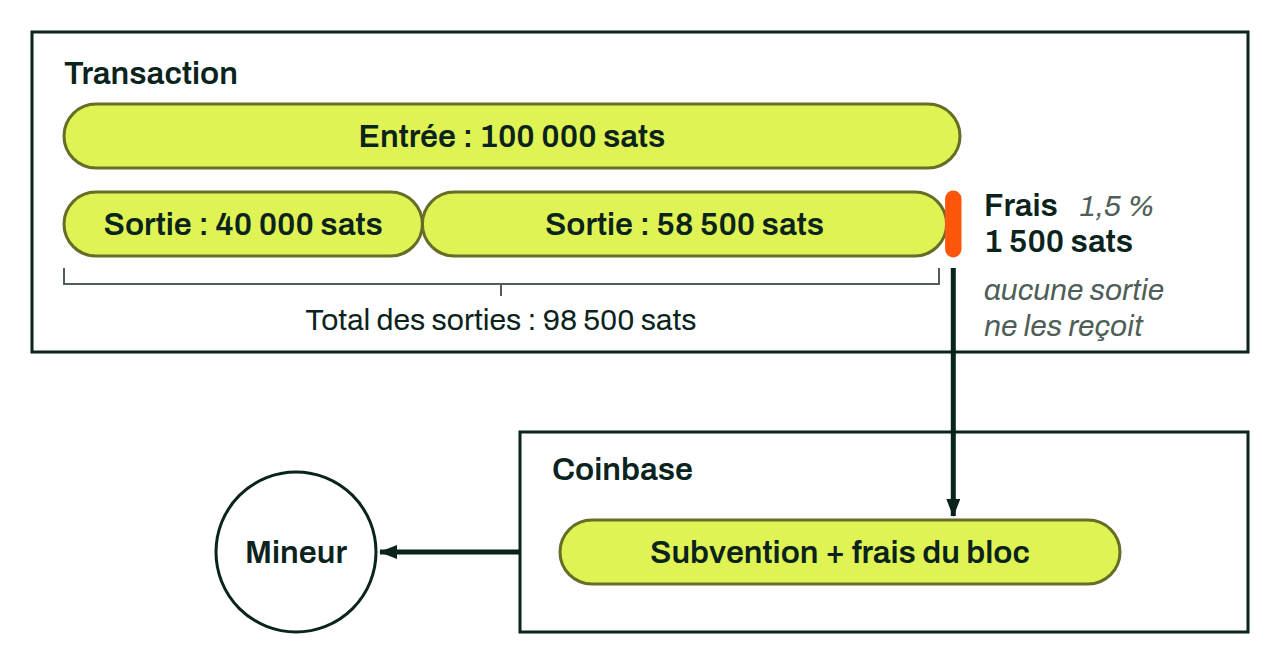 Transaction
Entrée : 100 000 sats
Sortie : 40 000 sats
Sortie : 58 500 sats
Frais 1,5 %
1 500 sats
aucune sortie
ne les reçoit
Total des sorties : 98 500 sats
Coinbase
Subvention + frais du bloc
Mineur